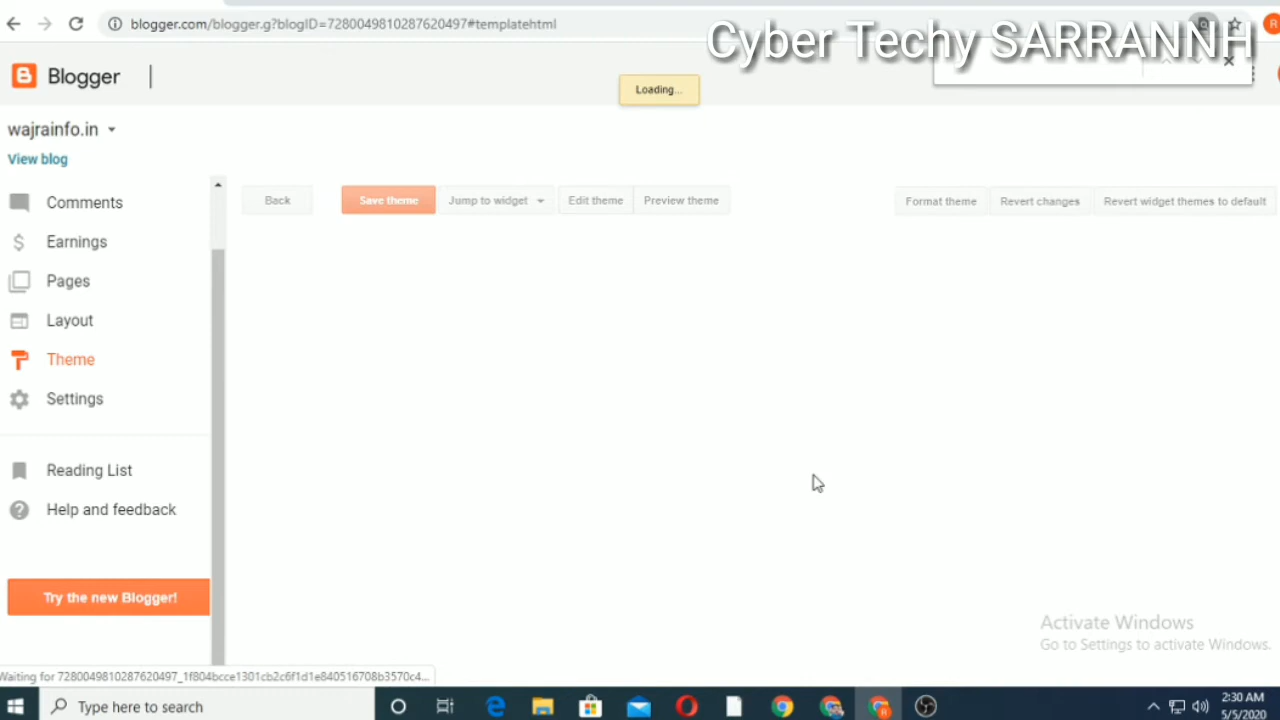 blogger.com/blogger.g?blogID=7280049810287620497#templatehtml
Cyber Techy SARRANNH
Blogger
Loading...
wajrainfo.in
View blog
Back
Save theme
Jump to widget
Edit theme
Preview theme
Format theme
Revert changes
Revert widget themes to default
Comments
Earnings
Pages
Layout
Theme
Settings
Reading List
Help and feedback
Try the new Blogger!
Activate Windows
Go to Settings to activate Windows.
Waiting for 7280049810287620497_1f804bcce1301cb2c6f1d1e840516708b3570c4...
Type here to search
2:30 AM
5/5/2020